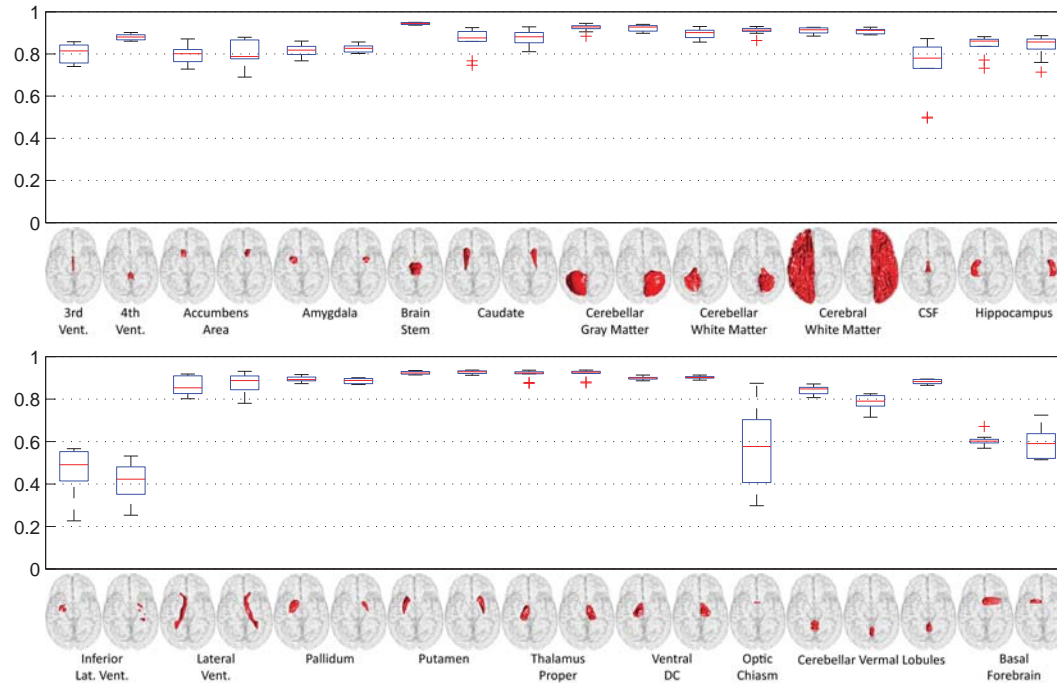 1
0.8
0.6
0.4
0.2
0
3rd Vent.
4th Vent.
Accumbens Area
Amygdala
Brain Stem
Caudate
Cerebellar Gray Matter
Cerebellar White Matter
Cerebral White Matter
CSF
Hippocampus
1
0.8
0.6
0.4
0.2
0
Inferior Lat. Vent.
Lateral Vent.
Pallidum
Putamen
Thalamus Proper
Ventral DC
Optic Chiasm
Cerebellar Vermal Lobules
Basal Forebrain